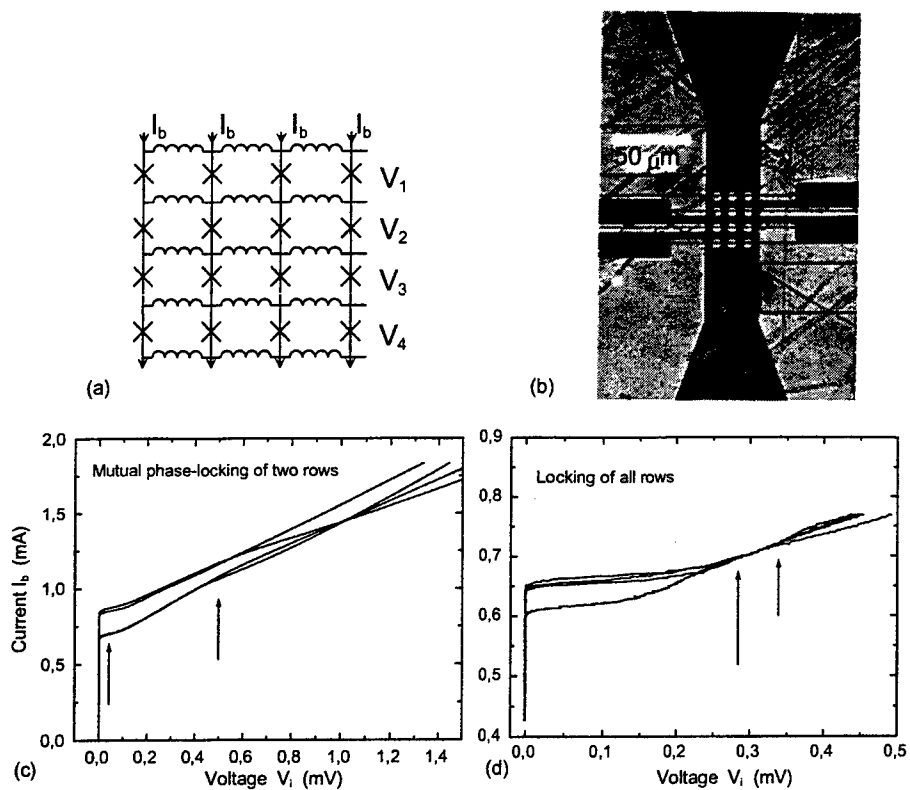 I_b I_b I_b I_b
V_1
V_2
V_3
V_4
(a)
50 μm
(b)
2,0
1,5
1,0
0,5
0,0
Current I_b (mA)
Mutual phase-locking of two rows
0,0 0,2 0,4 0,6 0,8 1,0 1,2 1,4
Voltage V_i (mV)
(c)
0,9
0,8
0,7
0,6
0,5
0,4
Locking of all rows
0,0 0,1 0,2 0,3 0,4 0,5
Voltage V_i (mV)
(d)